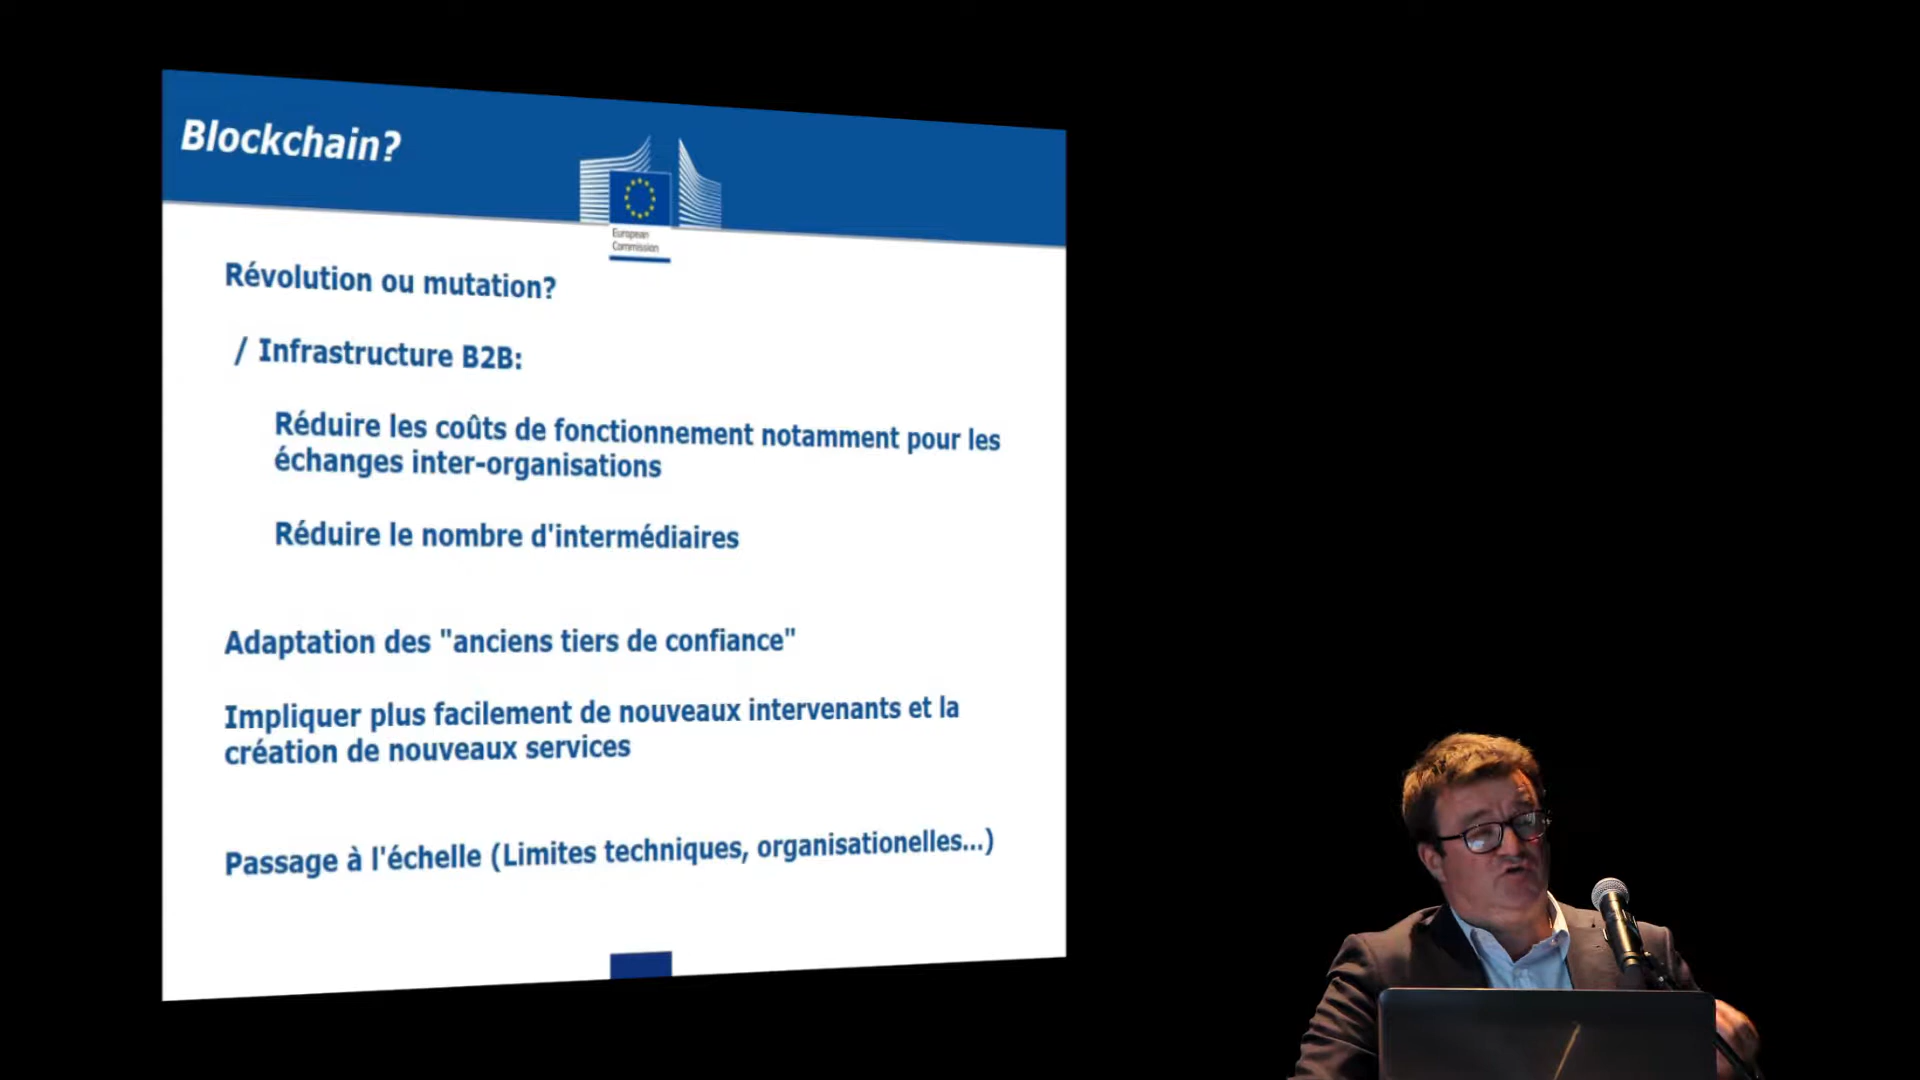 Blockchain?
European
Commission
Révolution ou mutation?
/ Infrastructure B2B:
Réduire les coûts de fonctionnement notamment pour les
échanges inter-organisations
Réduire le nombre d'intermédiaires
Adaptation des "anciens tiers de confiance"
Impliquer plus facilement de nouveaux intervenants et la
création de nouveaux services
Passage à l'échelle (Limites techniques, organisationelles...)